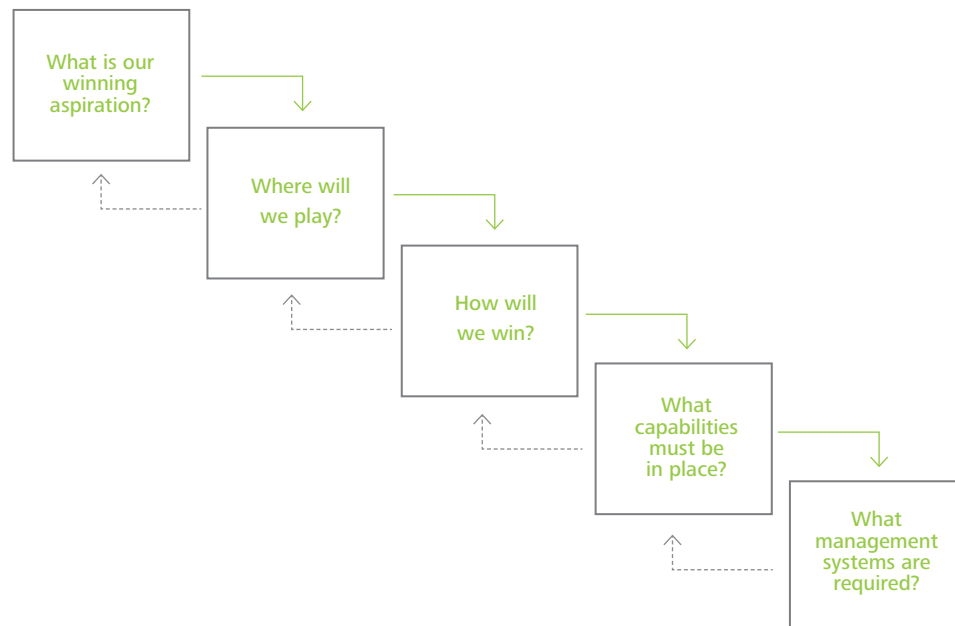 What is our
winning
aspiration?
Where will
we play?
How will
we win?
What
capabilities
must be
in place?
What
management
systems are
required?